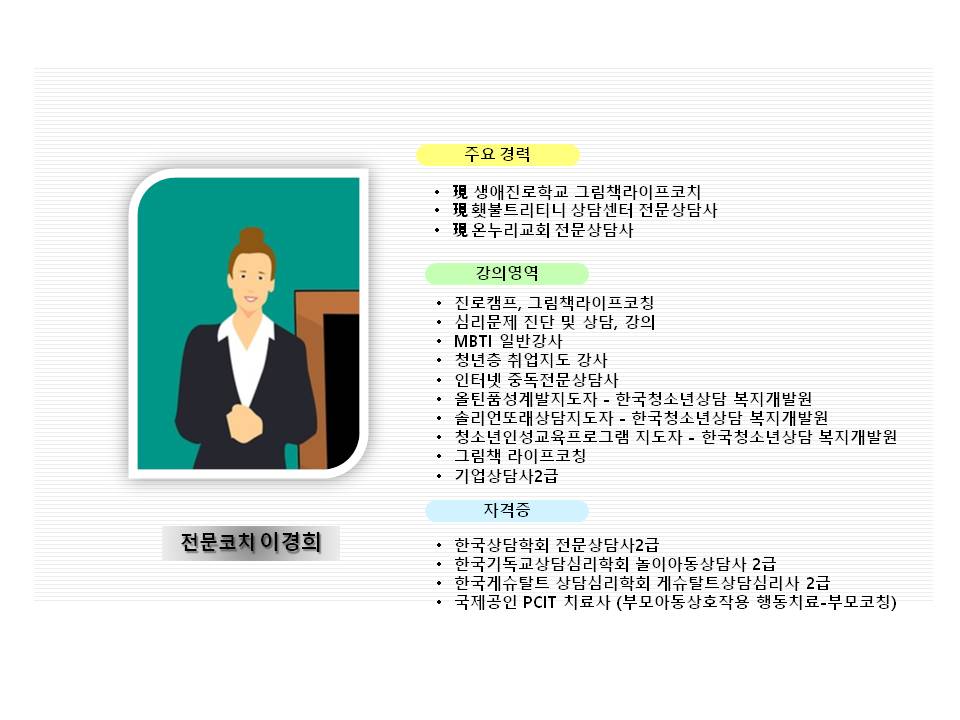 주요 경력
• 現 생애진로학교 그림책라이프코치
• 現 횃불트리티니 상담센터 전문상담사
• 現 온누리교회 전문상담사
강의영역
• 진로캠프, 그림책라이프코칭
• 심리문제 진단 및 상담, 강의
• MBTI 일반강사
• 청년층 취업지도 강사
• 인터넷 중독전문상담사
• 올틴품성계발지도자 - 한국청소년상담 복지개발원
• 솔리언또래상담지도자 - 한국청소년상담 복지개발원
• 청소년인성교육프로그램 지도자 - 한국청소년상담 복지개발원
• 그림책 라이프코칭
• 기업상담사2급
자격증
• 한국상담학회 전문상담사2급
• 한국기독교상담심리학회 놀이아동상담사 2급
• 한국게슈탈트 상담심리학회 게슈탈트상담심리사 2급
• 국제공인 PCIT 치료사 (부모아동상호작용 행동치료-부모코칭)
전문코치 이경희